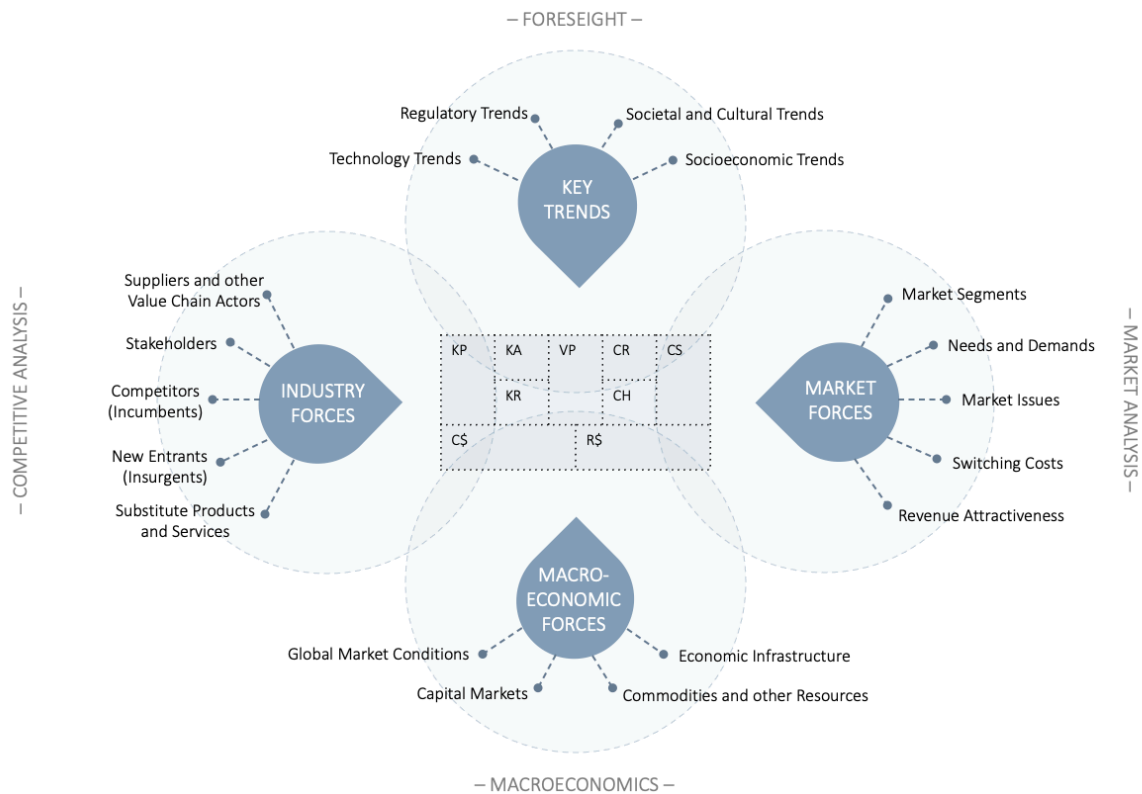 – FORESEIGHT –
Regulatory Trends
Societal and Cultural Trends
Technology Trends
Socioeconomic Trends
KEY
TRENDS
– COMPETITIVE ANALYSIS –
Suppliers and other
Value Chain Actors
Stakeholders
Competitors
(Incumbents)
New Entrants
(Insurgents)
Substitute Products
and Services
INDUSTRY
FORCES
KP
KA
VP
CR
CS
KR
CH
C$
R$
MARKET
FORCES
Market Segments
Needs and Demands
Market Issues
Switching Costs
Revenue Attractiveness
– MARKET ANALYSIS –
MACRO-
ECONOMIC
FORCES
Global Market Conditions
Economic Infrastructure
Capital Markets
Commodities and other Resources
– MACROECONOMICS –